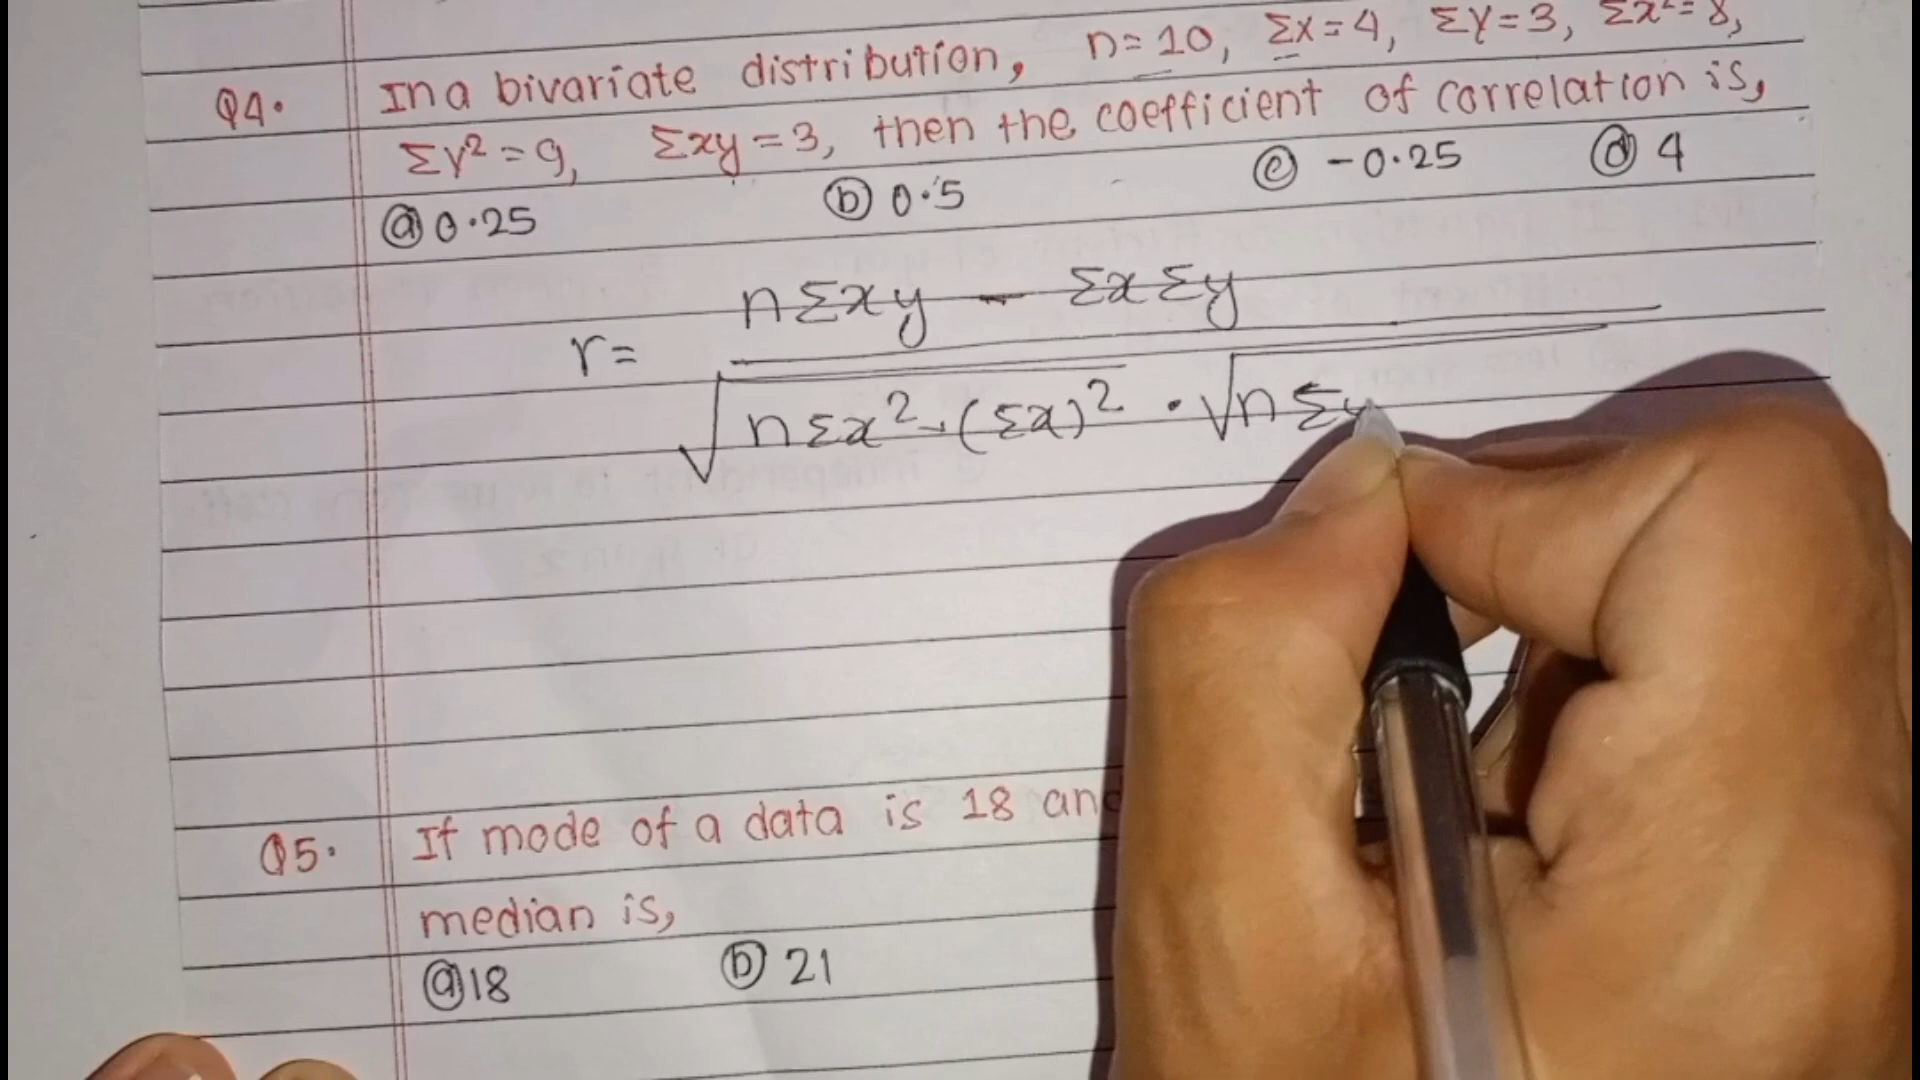 Q4. In a bivariate distribution, n=10, Σx=4, ΣY=3, Σx²=8,
ΣY²=9, Σxy=3, then the coefficient of correlation is,
ⓐ 0.25 ⓑ 0.5 ⓒ -0.25 ⓓ 4
nΣxy - ΣxΣy
r=
√nΣx²-(Σx)² · √nΣy
Q5. If mode of a data is 18 and
median is,
ⓐ 18 ⓑ 21